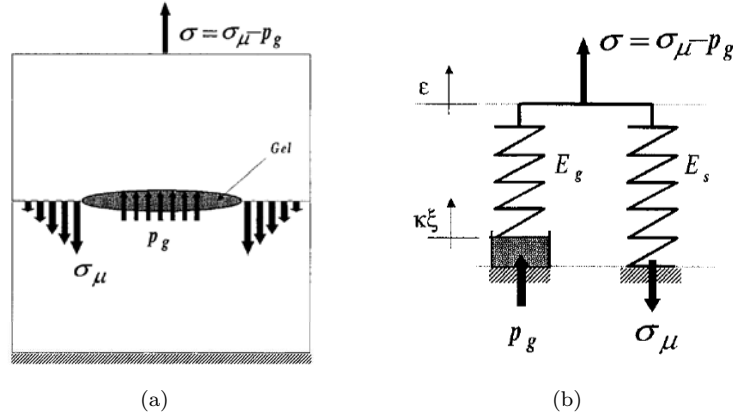 σ = σμ–pg
Gel
pg
σμ
(a)
σ = σμ–pg
ε
Eg
Es
κξ
pg
σμ
(b)